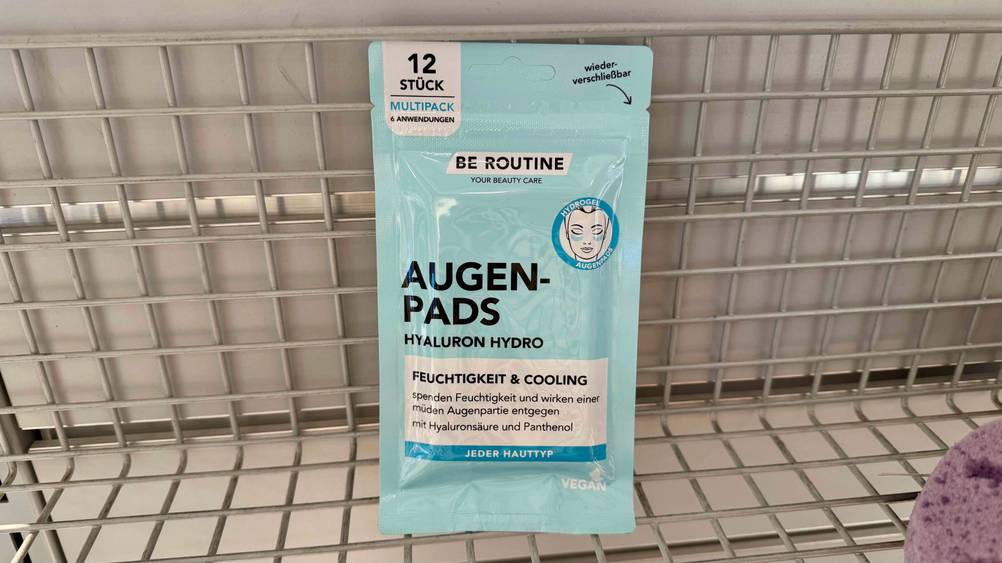 12
STÜCK
MULTIPACK
6 ANWENDUNGEN
wieder-
verschließbar
BE ROUTINE
YOUR BEAUTY CARE
HYDROGEL
AUGENPADS
AUGEN-
PADS
HYALURON HYDRO
FEUCHTIGKEIT & COOLING
spenden Feuchtigkeit und wirken einer
müden Augenpartie entgegen
mit Hyaluronsäure und Panthenol
JEDER HAUTTYP
VEGAN